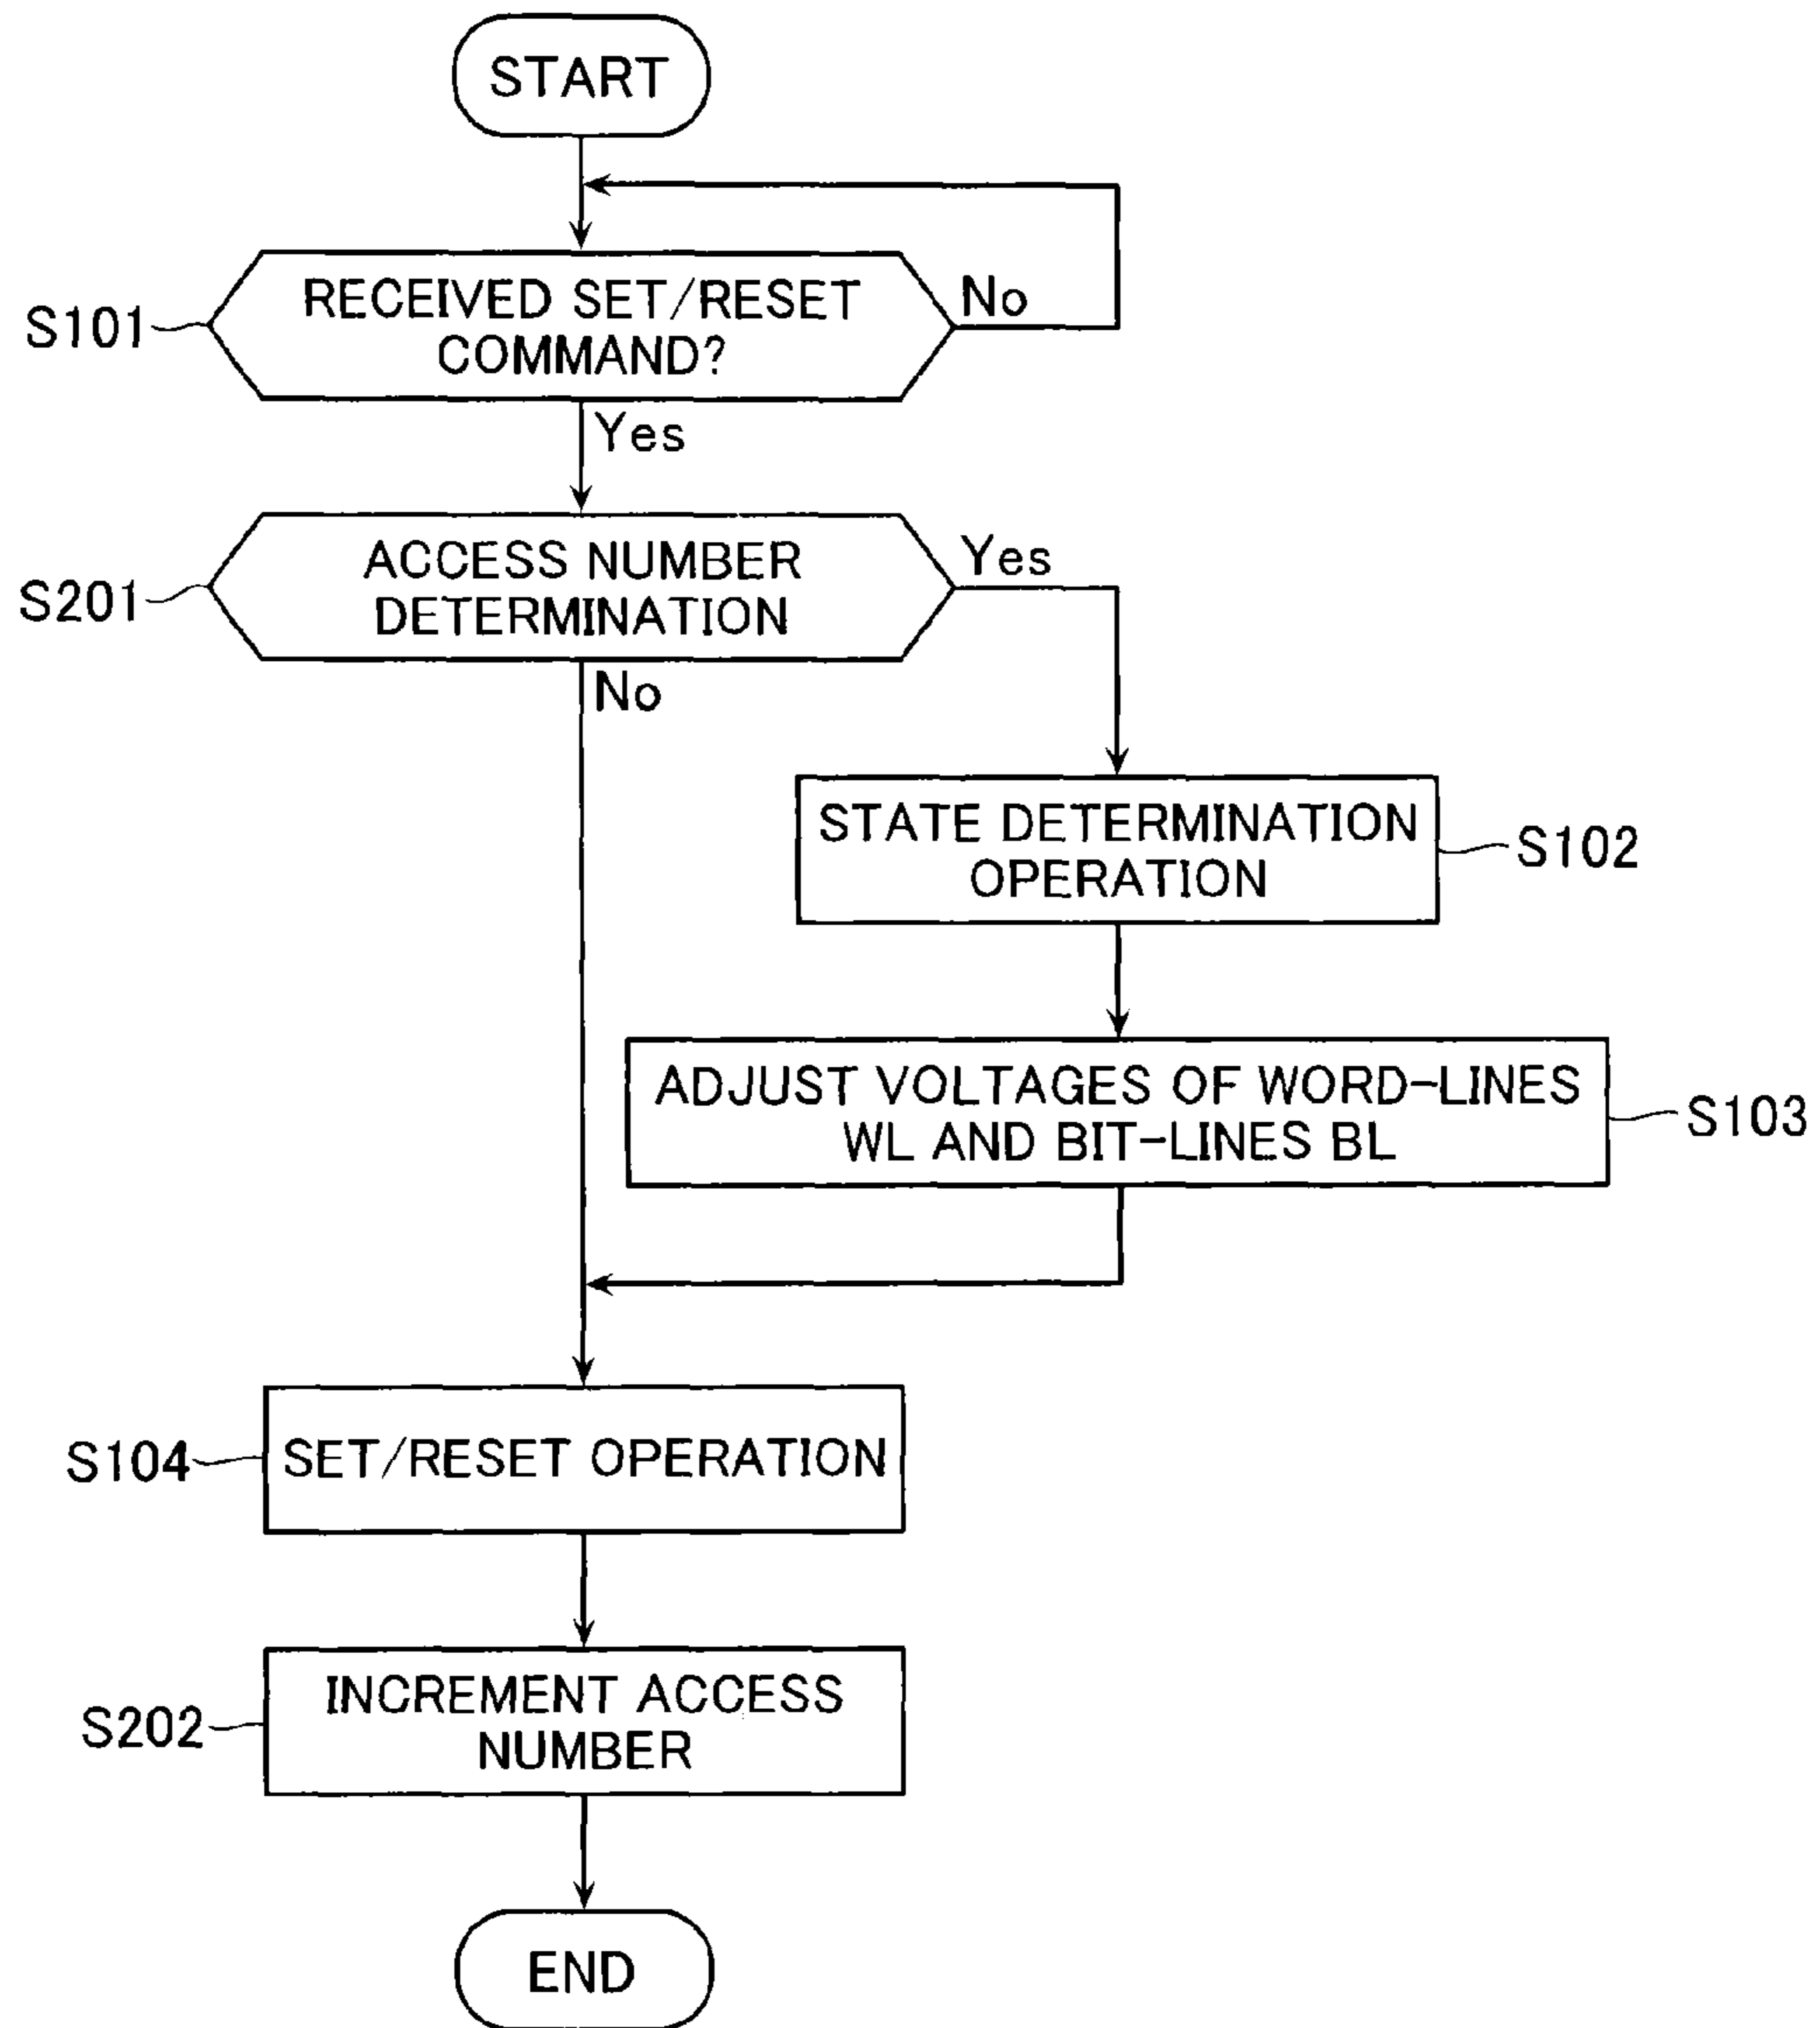 START
RECEIVED SET/RESET
COMMAND?
No
S101
Yes
ACCESS NUMBER
DETERMINATION
Yes
S201
No
STATE DETERMINATION
OPERATION
S102
ADJUST VOLTAGES OF WORD-LINES
WL AND BIT-LINES BL
S103
SET/RESET OPERATION
S104
INCREMENT ACCESS
NUMBER
S202
END